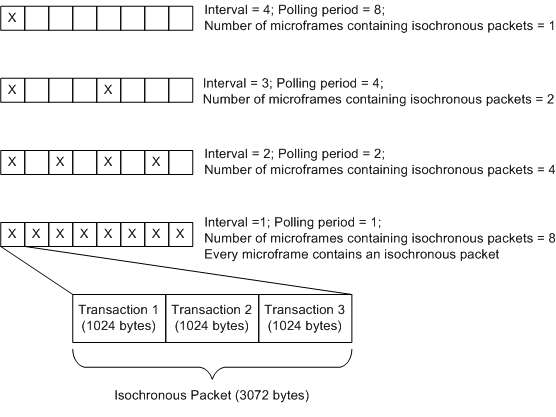 X
Interval = 4; Polling period = 8;
Number of microframes containing isochronous packets = 1
X X
Interval = 3; Polling period = 4;
Number of microframes containing isochronous packets = 2
X X X X
Interval = 2; Polling period = 2;
Number of microframes containing isochronous packets = 4
X X X X X X X X
Interval =1; Polling period = 1;
Number of microframes containing isochronous packets = 8
Every microframe contains an isochronous packet
Transaction 1 Transaction 2 Transaction 3
(1024 bytes) (1024 bytes) (1024 bytes)
Isochronous Packet (3072 bytes)